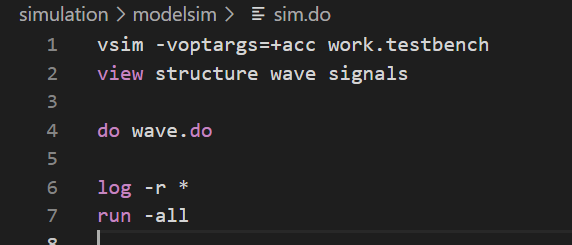 simulation > modelsim > sim.do
1 vsim -voptargs=+acc work.testbench
2 view structure wave signals
3
4 do wave.do
5
6 log -r *
7 run -all
8